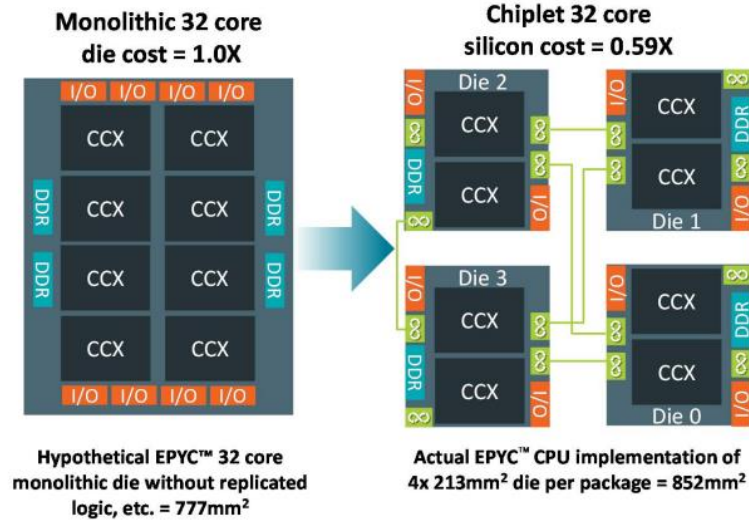 Monolithic 32 core
die cost = 1.0X
I/O I/O I/O I/O
CCX CCX
DDR CCX CCX DDR
DDR CCX CCX DDR
CCX CCX
I/O I/O I/O I/O
Hypothetical EPYC™ 32 core
monolithic die without replicated
logic, etc. = 777mm²
Chiplet 32 core
silicon cost = 0.59X
Die 2
I/O
CCX
DDR
CCX
I/O
I/O
CCX
DDR
CCX
I/O
Die 1
Die 3
I/O
CCX
DDR
CCX
I/O
I/O
CCX
DDR
CCX
I/O
Die 0
Actual EPYC™ CPU implementation of
4x 213mm² die per package = 852mm²